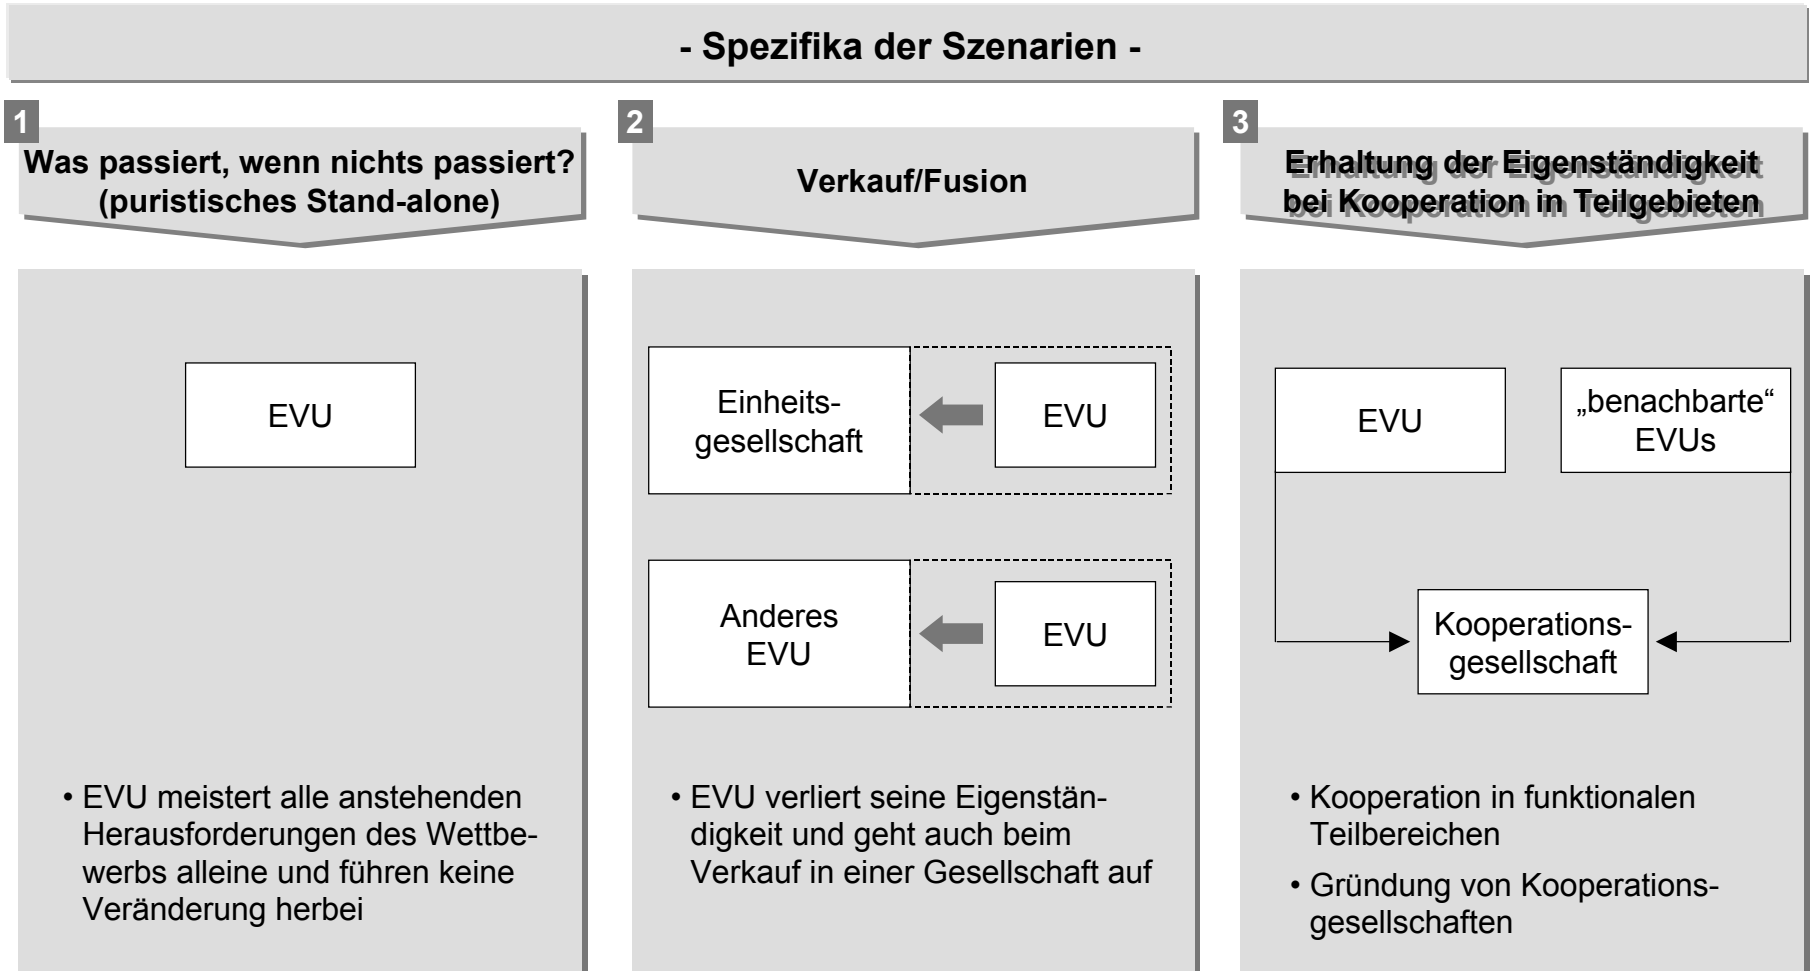 - Spezifika der Szenarien -
1
Was passiert, wenn nichts passiert?
(puristisches Stand-alone)
EVU
• EVU meistert alle anstehenden
Herausforderungen des Wettbe-
werbs alleine und führen keine
Veränderung herbei
2
Verkauf/Fusion
Einheits-
gesellschaft
EVU
Anderes
EVU
EVU
• EVU verliert seine Eigenstän-
digkeit und geht auch beim
Verkauf in einer Gesellschaft auf
3
Erhaltung der Eigenständigkeit
bei Kooperation in Teilgebieten
EVU
„benachbarte“
EVUs
Kooperations-
gesellschaft
• Kooperation in funktionalen
Teilbereichen
• Gründung von Kooperations-
gesellschaften